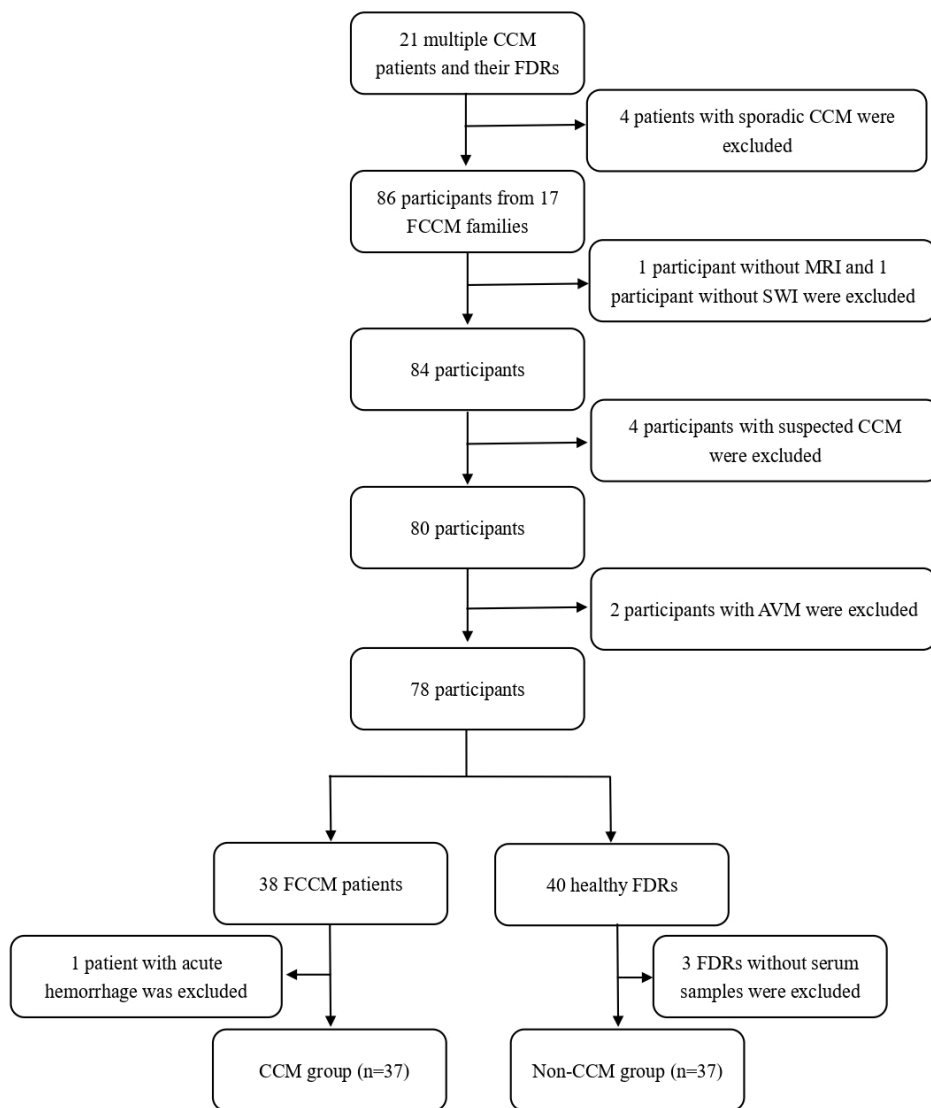 21 multiple CCM
patients and their FDRs
4 patients with sporadic CCM were
excluded
86 participants from 17
FCCM families
1 participant without MRI and 1
participant without SWI were excluded
84 participants
4 participants with suspected CCM
were excluded
80 participants
2 participants with AVM were excluded
78 participants
38 FCCM patients
40 healthy FDRs
1 patient with acute
hemorrhage was excluded
3 FDRs without serum
samples were excluded
CCM group (n=37)
Non-CCM group (n=37)